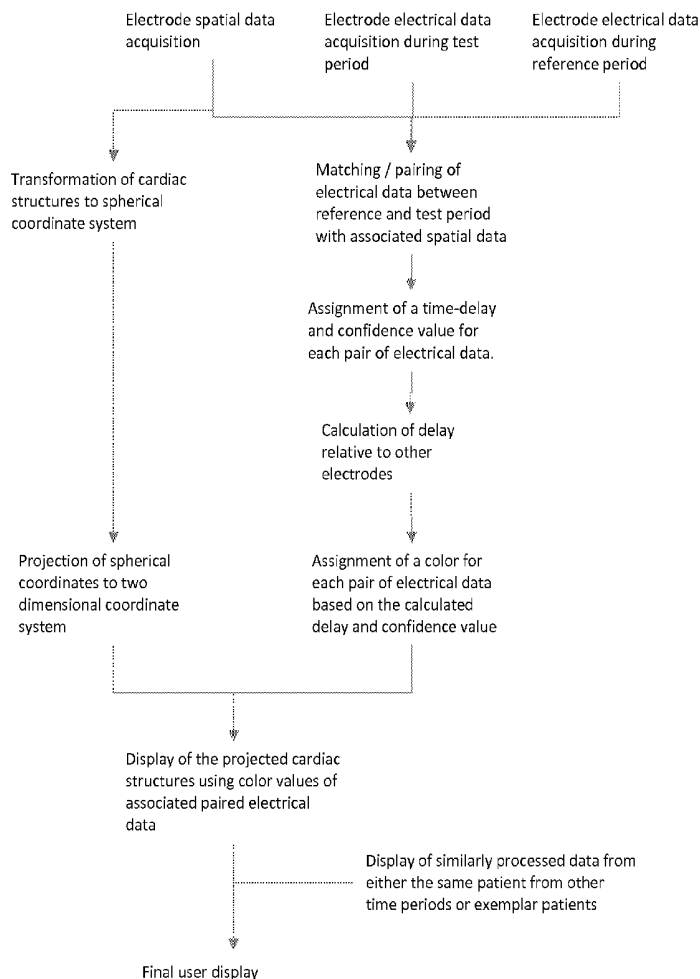 Electrode spatial data
acquisition
Electrode electrical data
acquisition during test
period
Electrode electrical data
acquisition during
reference period
Transformation of cardiac
structures to spherical
coordinate system
Matching / pairing of
electrical data between
reference and test period
with associated spatial data
Assignment of a time-delay
and confidence value for
each pair of electrical data.
Calculation of delay
relative to other
electrodes
Projection of spherical
coordinates to two
dimensional coordinate
system
Assignment of a color for
each pair of electrical data
based on the calculated
delay and confidence value
Display of the projected cardiac
structures using color values of
associated paired electrical
data
Display of similarly processed data from
either the same patient from other
time periods or exemplar patients
Final user display